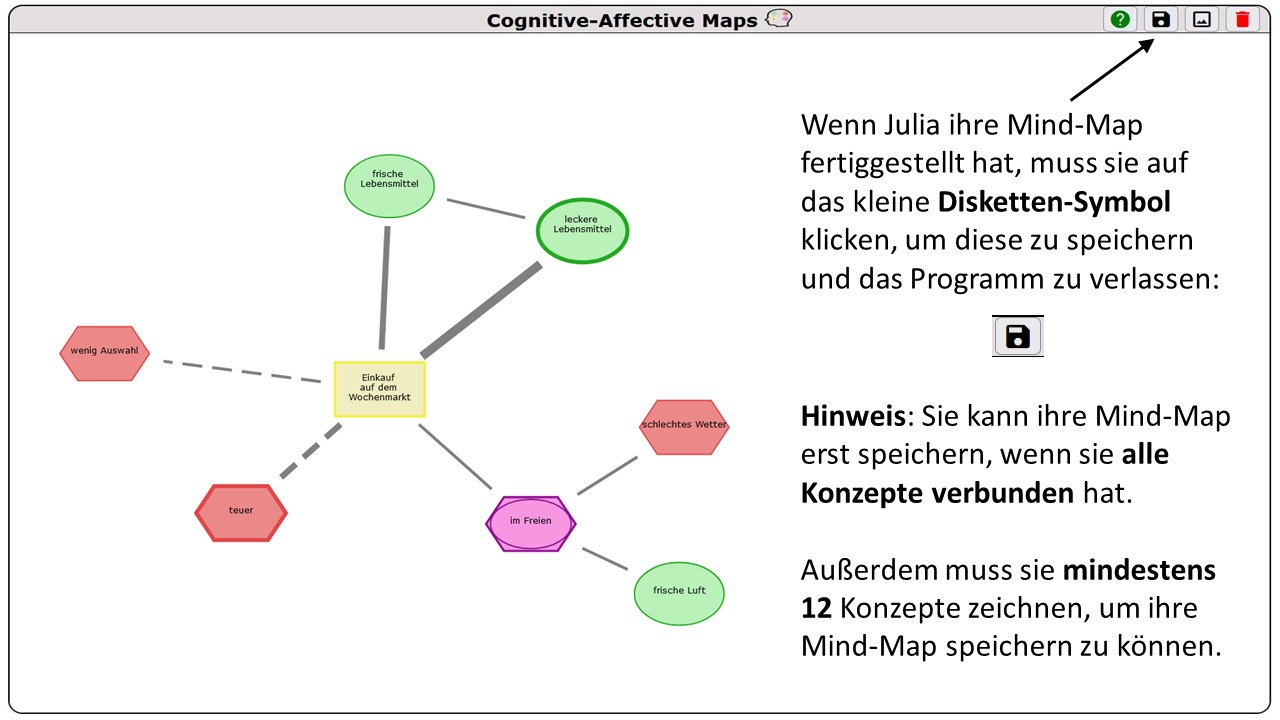 Cognitive-Affective Maps
Wenn Julia ihre Mind-Map
fertiggestellt hat, muss sie auf
das kleine Disketten-Symbol
klicken, um diese zu speichern
und das Programm zu verlassen:
Hinweis: Sie kann ihre Mind-Map
erst speichern, wenn sie alle
Konzepte verbunden hat.
Außerdem muss sie mindestens
12 Konzepte zeichnen, um ihre
Mind-Map speichern zu können.
frische
Lebensmittel
leckere
Lebensmittel
wenig Auswahl
Einkauf
auf dem
Wochenmarkt
schlechtes Wetter
teuer
im Freien
frische Luft